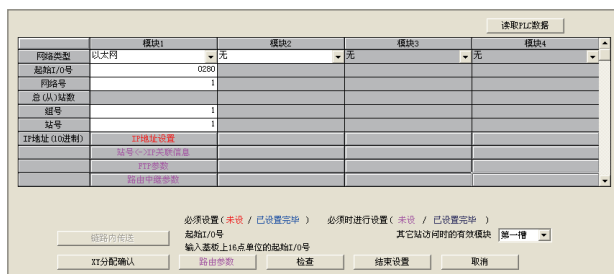 读取PLC数据
模块1 模块2 模块3 模块4
网络类型 以太网 无 无 无
起始I/0号 0280
网络号 1
总(从)站数
组号 1
站号 1
IP地址(10进制) IP地址设置
站号<->IP关联信息
FTP参数
路由中继参数
必须设置( 未设 / 已设置完毕 ) 必须时进行设置( 未设 / 已设置完毕 )
链路内传送 起始I/0号 其它站访问时的有效模块 第一槽
输入基板上16点单位的起始I/0号
XY分配确认 路由参数 检查 结束设置 取消